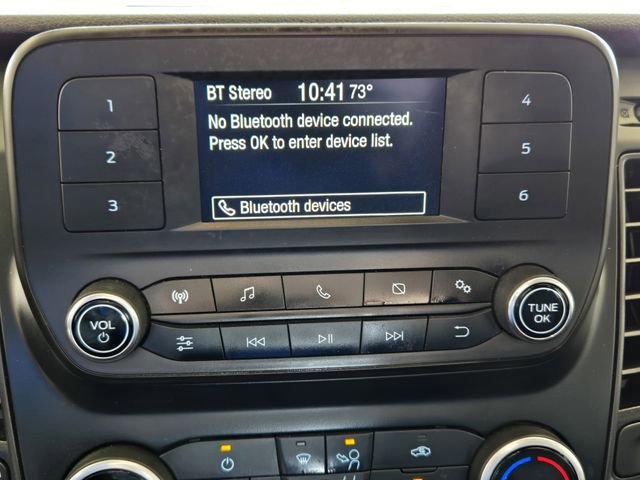 BT Stereo 10:41 73°
No Bluetooth device connected.
Press OK to enter device list.
Bluetooth devices
1
2
3
4
5
6
VOL
TUNE
OK